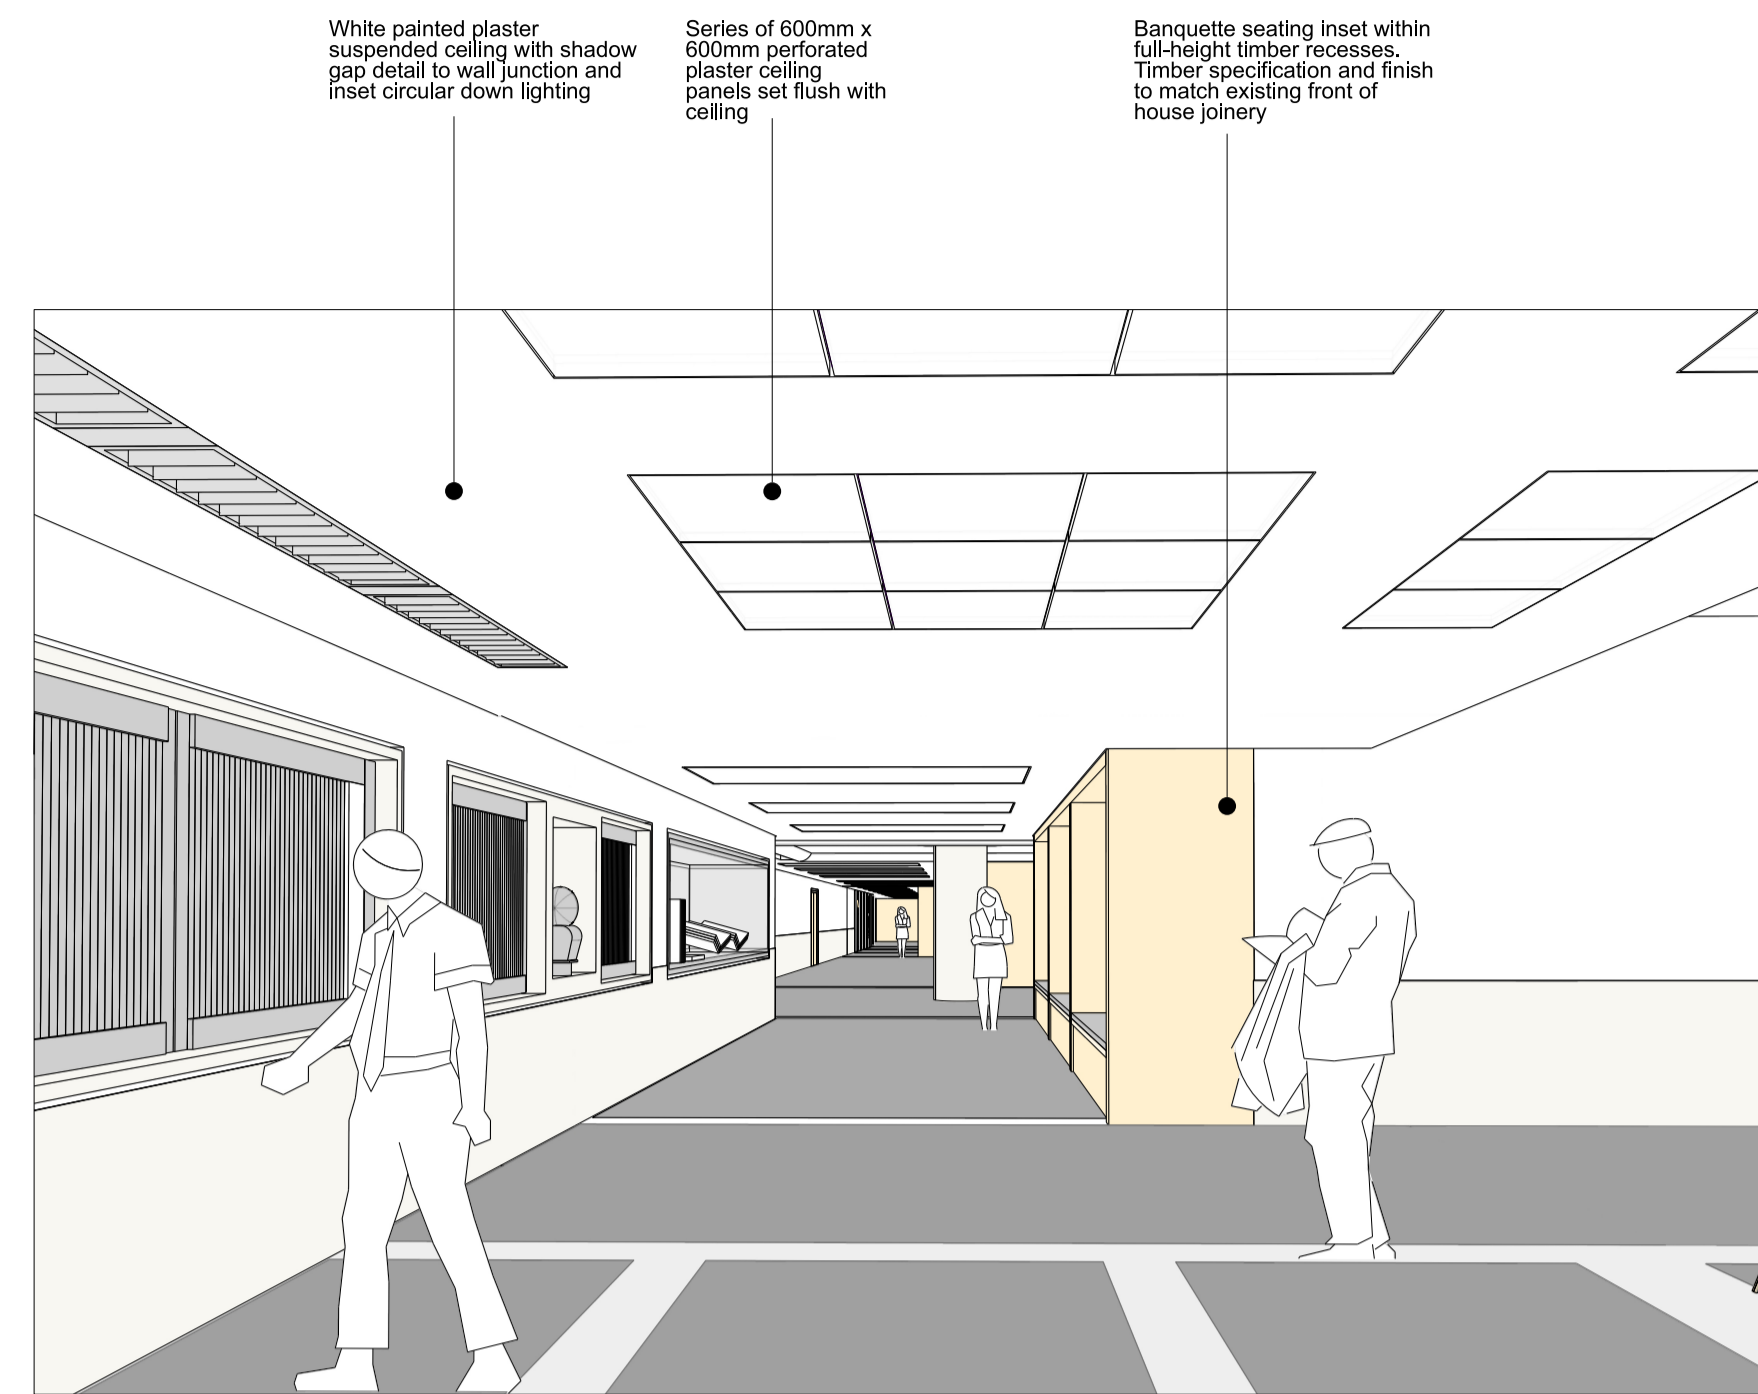 White painted plaster
suspended ceiling with shadow
gap detail to wall junction and
inset circular down lighting
Series of 600mm x
600mm perforated
plaster ceiling
panels set flush with
ceiling
Banquette seating inset within
full-height timber recesses.
Timber specification and finish
to match existing front of
house joinery